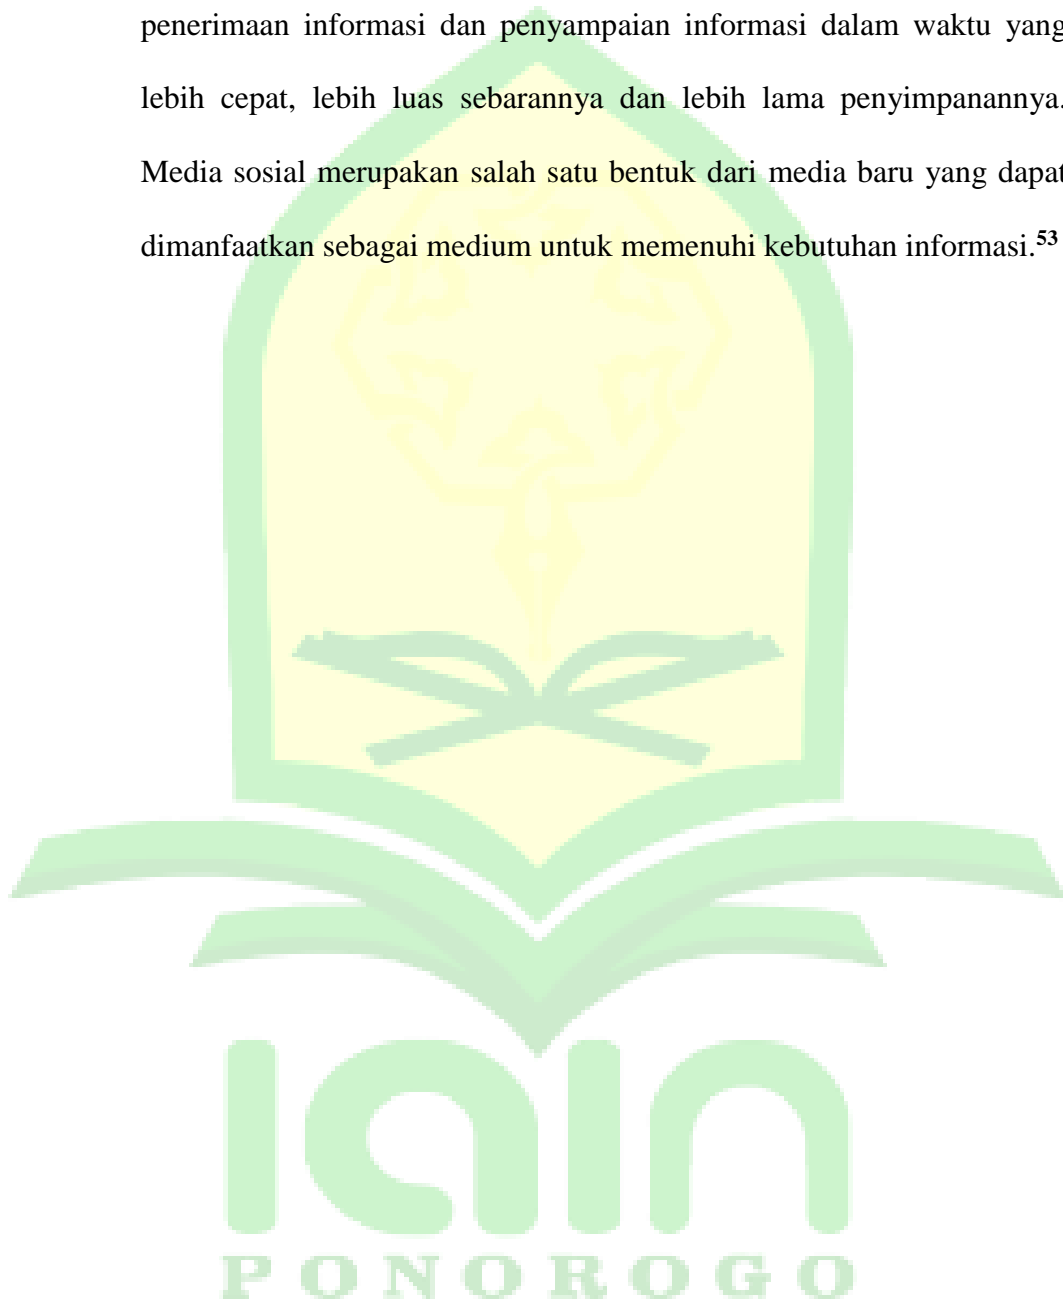 penerimaan informasi dan penyampaian informasi dalam waktu yang
lebih cepat, lebih luas sebarannya dan lebih lama penyimpanannya.
Media sosial merupakan salah satu bentuk dari media baru yang dapat
dimanfaatkan sebagai medium untuk memenuhi kebutuhan informasi.53
iain
PONOROGO